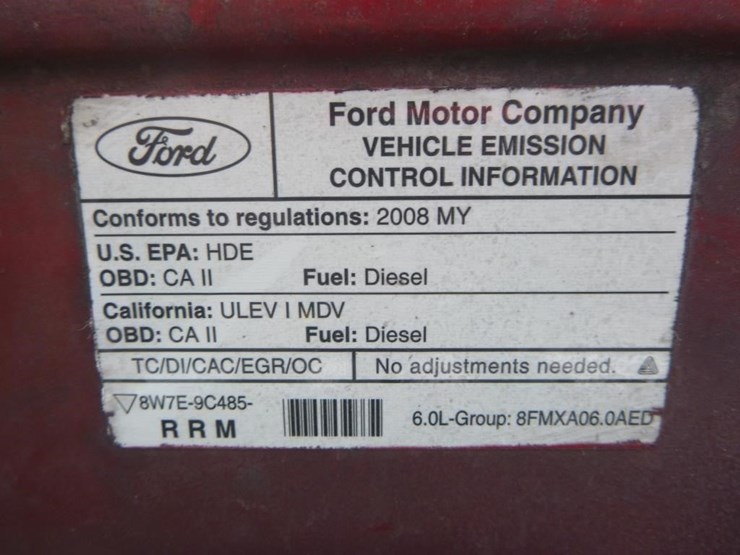 Ford
Ford Motor Company
VEHICLE EMISSION
CONTROL INFORMATION
Conforms to regulations: 2008 MY
U.S. EPA: HDE
OBD: CA II Fuel: Diesel
California: ULEV I MDV
OBD: CA II Fuel: Diesel
TC/DI/CAC/EGR/OC No adjustments needed.
8W7E-9C485-
R R M
6.0L-Group: 8FMXA06.0AED